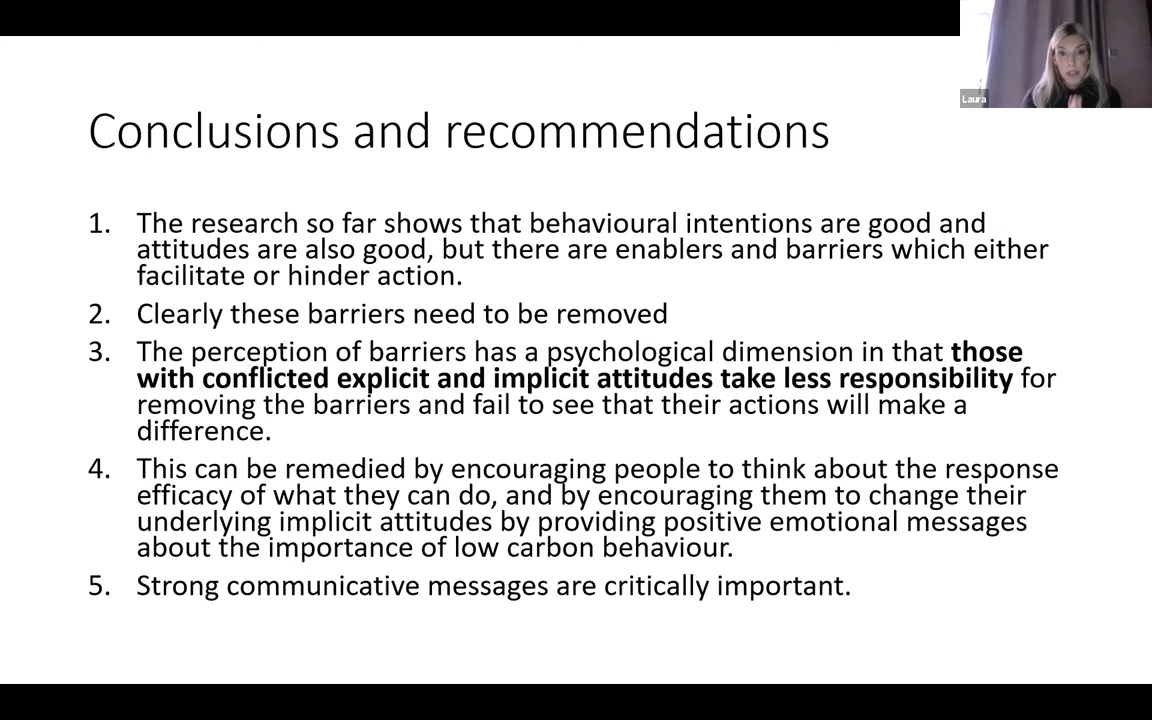 Laura
Conclusions and recommendations
1. The research so far shows that behavioural intentions are good and
attitudes are also good, but there are enablers and barriers which either
facilitate or hinder action.
2. Clearly these barriers need to be removed
3. The perception of barriers has a psychological dimension in that those
with conflicted explicit and implicit attitudes take less responsibility for
removing the barriers and fail to see that their actions will make a
difference.
4. This can be remedied by encouraging people to think about the response
efficacy of what they can do, and by encouraging them to change their
underlying implicit attitudes by providing positive emotional messages
about the importance of low carbon behaviour.
5. Strong communicative messages are critically important.